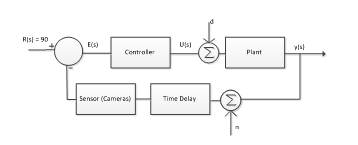 d
R(s) = 90
E(s)
Controller
U(s)
Σ
Plant
y(s)
+
−
Sensor (Cameras)
Time Delay
Σ
n